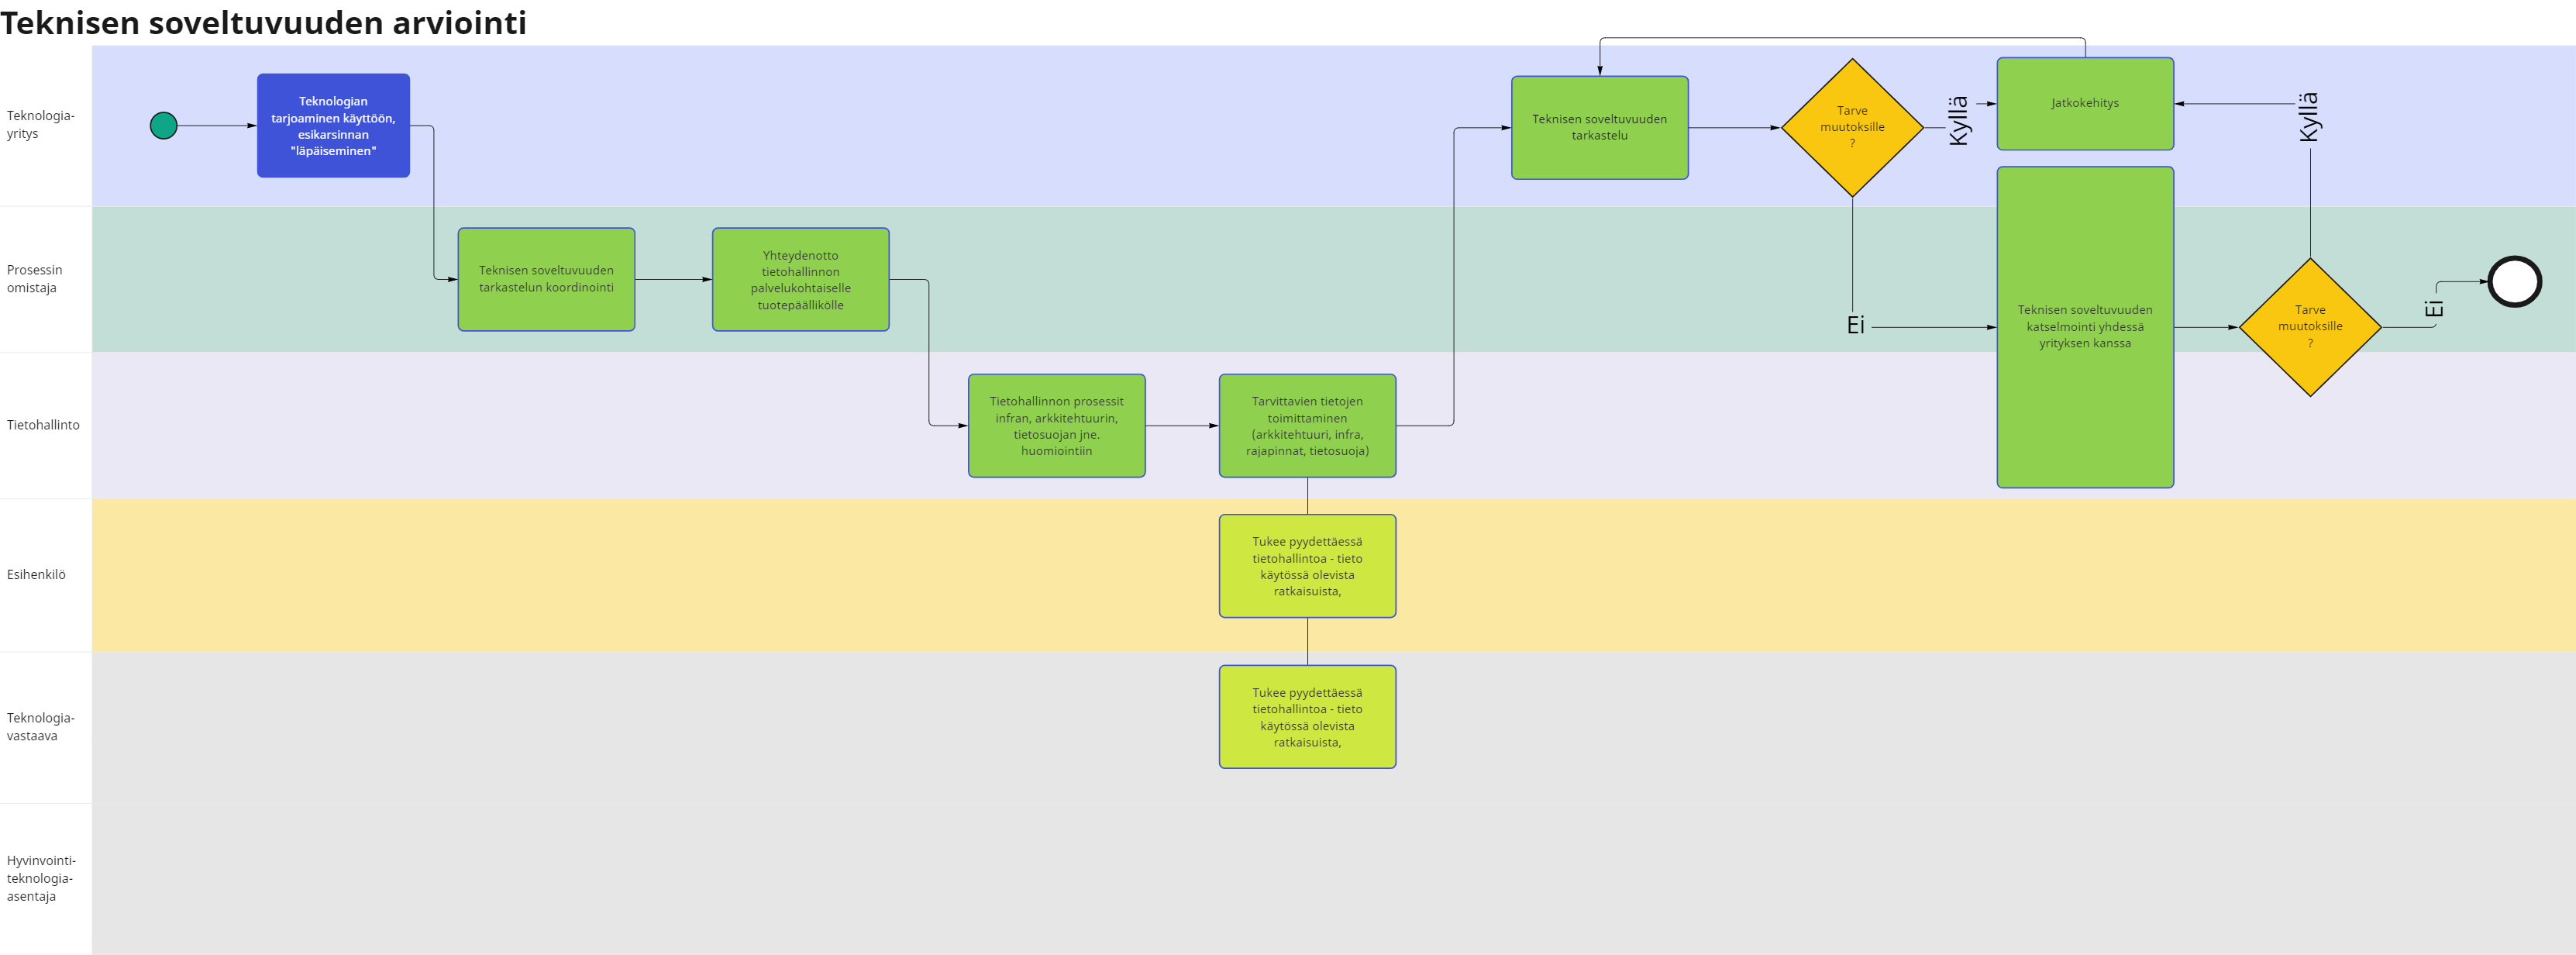 Teknisen soveltuvuuden arviointi
Teknologia-
yritys
Teknologian
tarjoaminen käyttöön,
esikarsinnan
"läpäiseminen"
Teknisen soveltuvuuden
tarkastelu
Tarve
muutoksille
?
Kyllä
Jatkokehitys
Kyllä
Prosessin
omistaja
Teknisen soveltuvuuden
tarkastelun koordinointi
Yhteydenotto
tietohallinnon
palvelukohtaiselle
tuotepäällikölle
Ei
Teknisen soveltuvuuden
katselmointi yhdessä
yrityksen kanssa
Tarve
muutoksille
?
Ei
Tietohallinto
Tietohallinnon prosessit
infran, arkkitehtuurin,
tietosuojan jne.
huomiointiin
Tarvittavien tietojen
toimittaminen
(arkkitehtuuri, infra,
rajapinnat, tietosuoja)
Esihenkilö
Tukee pyydettäessä
tietohallintoa - tieto
käytössä olevista
ratkaisuista,
Teknologia-
vastaava
Tukee pyydettäessä
tietohallintoa - tieto
käytössä olevista
ratkaisuista,
Hyvinvointi-
teknologia-
asentaja